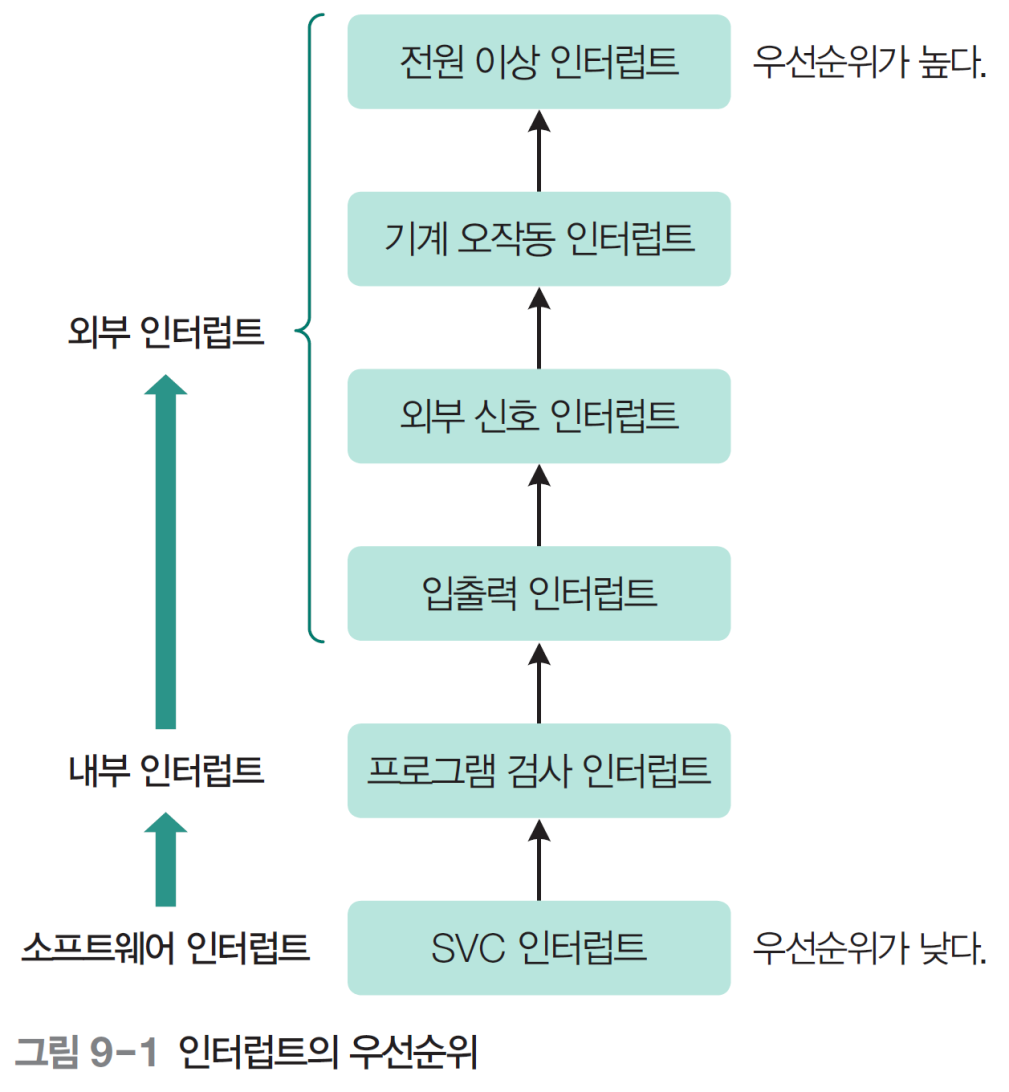 전원 이상 인터럽트
우선순위가 높다.
기계 오작동 인터럽트
외부 인터럽트
외부 신호 인터럽트
입출력 인터럽트
내부 인터럽트
프로그램 검사 인터럽트
소프트웨어 인터럽트
SVC 인터럽트
우선순위가 낮다.
그림 9-1 인터럽트의 우선순위